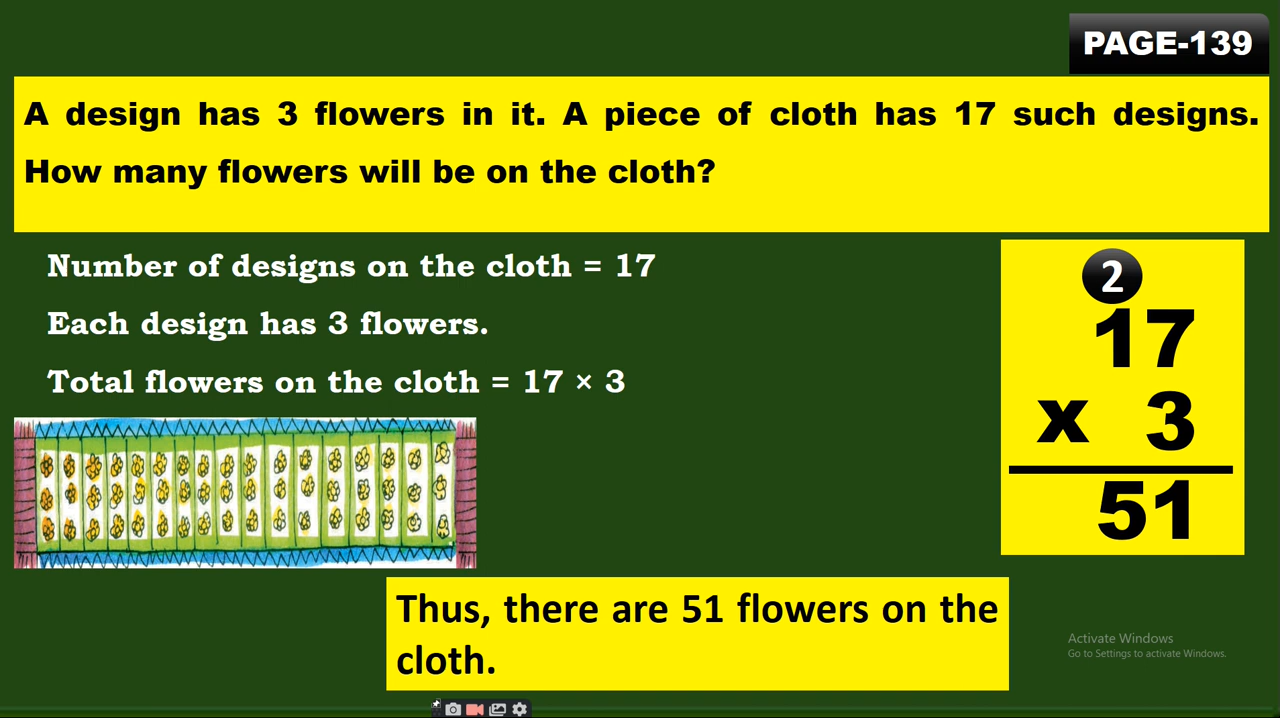 PAGE-139
A design has 3 flowers in it. A piece of cloth has 17 such designs.
How many flowers will be on the cloth?
Number of designs on the cloth = 17
Each design has 3 flowers.
Total flowers on the cloth = 17 × 3
2
17
x 3
51
Thus, there are 51 flowers on the
cloth.
Activate Windows
Go to Settings to activate Windows.